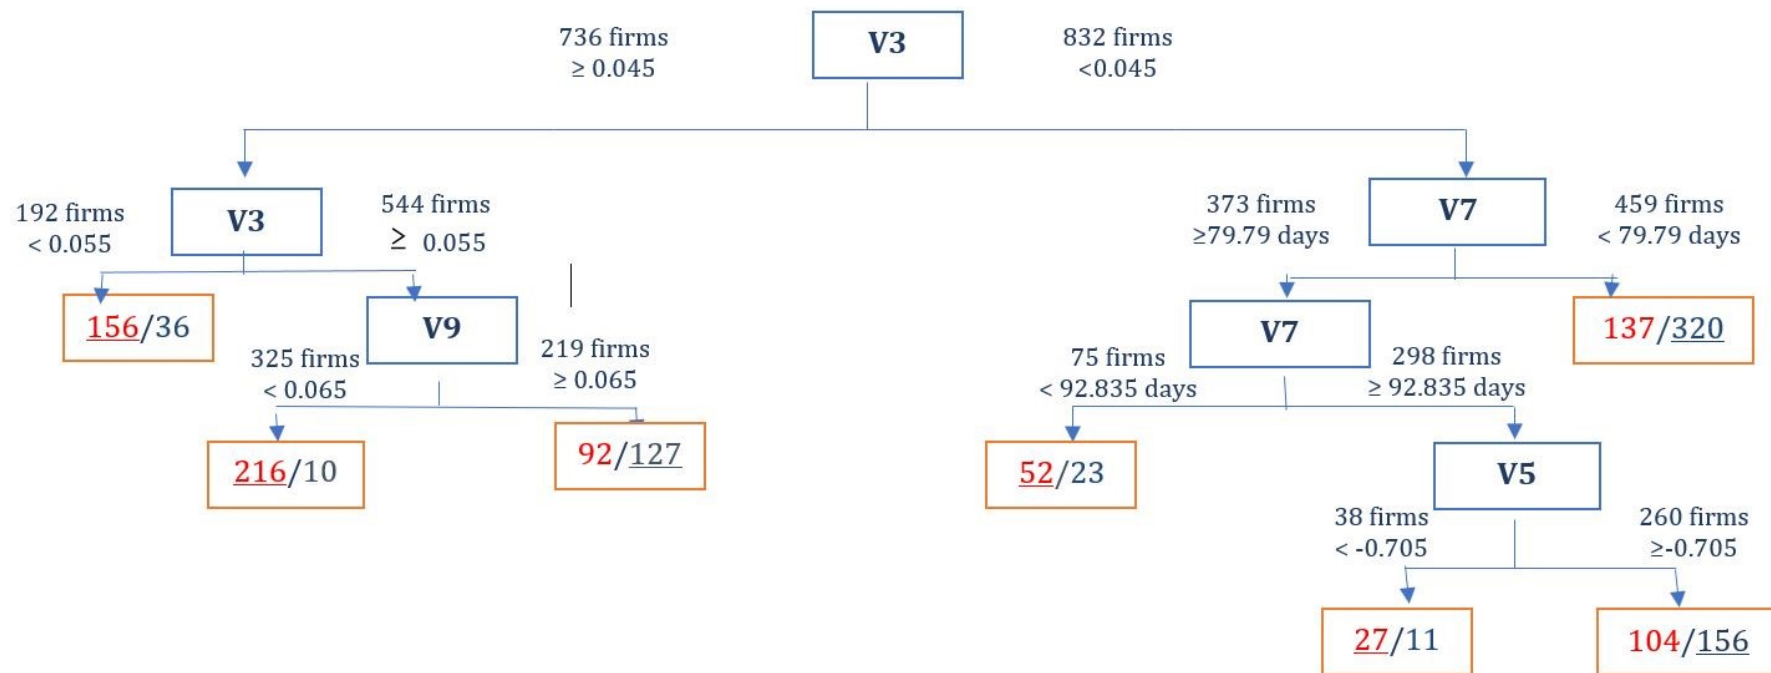 736 firms
≥ 0.045
V3
832 firms
<0.045
192 firms
< 0.055
V3
544 firms
≥ 0.055
373 firms
≥79.79 days
V7
459 firms
< 79.79 days
156/36
V9
325 firms
< 0.065
219 firms
≥ 0.065
V7
75 firms
< 92.835 days
298 firms
≥ 92.835 days
137/320
216/10
92/127
52/23
V5
38 firms
< -0.705
260 firms
≥-0.705
27/11
104/156